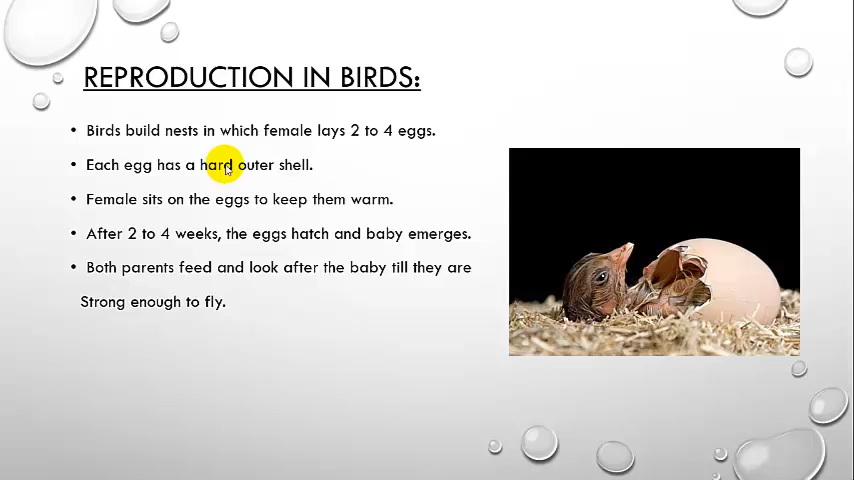 REPRODUCTION IN BIRDS:
• Birds build nests in which female lays 2 to 4 eggs.
• Each egg has a hard outer shell.
• Female sits on the eggs to keep them warm.
• After 2 to 4 weeks, the eggs hatch and baby emerges.
• Both parents feed and look after the baby till they are
Strong enough to fly.